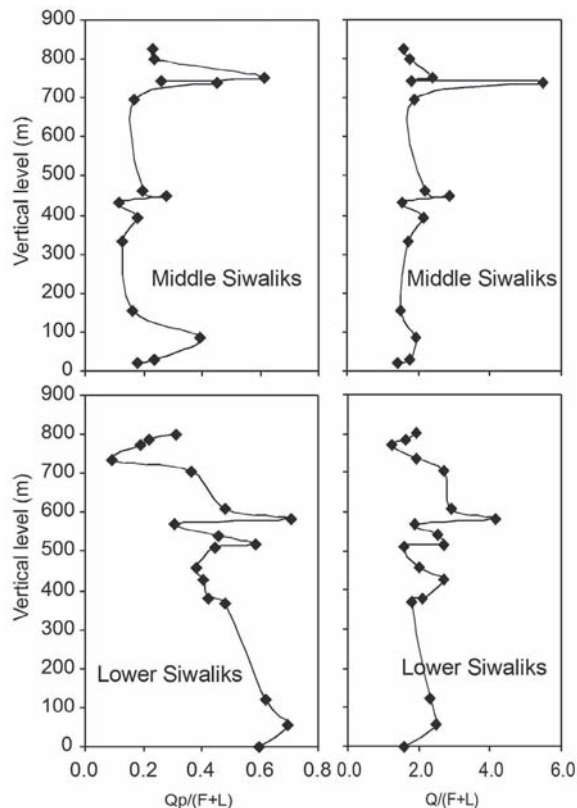 900
800
700
600
500
400
300
200
100
0
Vertical level (m)
Middle Siwaliks
Middle Siwaliks
900
800
700
600
500
400
300
200
100
0
Vertical level (m)
Lower Siwaliks
Lower Siwaliks
0.0 0.2 0.4 0.6 0.8
0.0 2.0 4.0 6.0
Qp/(F+L)
Q/(F+L)